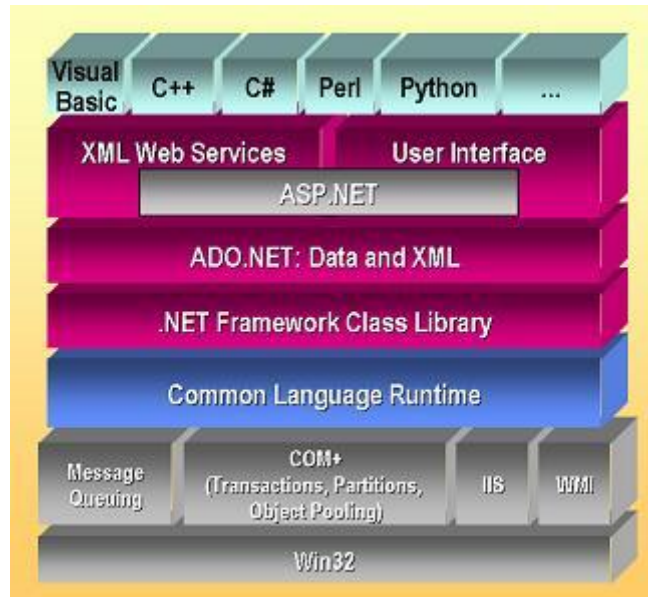 Visual
Basic
C++
C#
Perl
Python
...
XML Web Services
User Interface
ASP.NET
ADO.NET: Data and XML
.NET Framework Class Library
Common Language Runtime
Message
Queuing
COM+
(Transactions, Partitions,
Object Pooling)
IIS
WMI
Win32